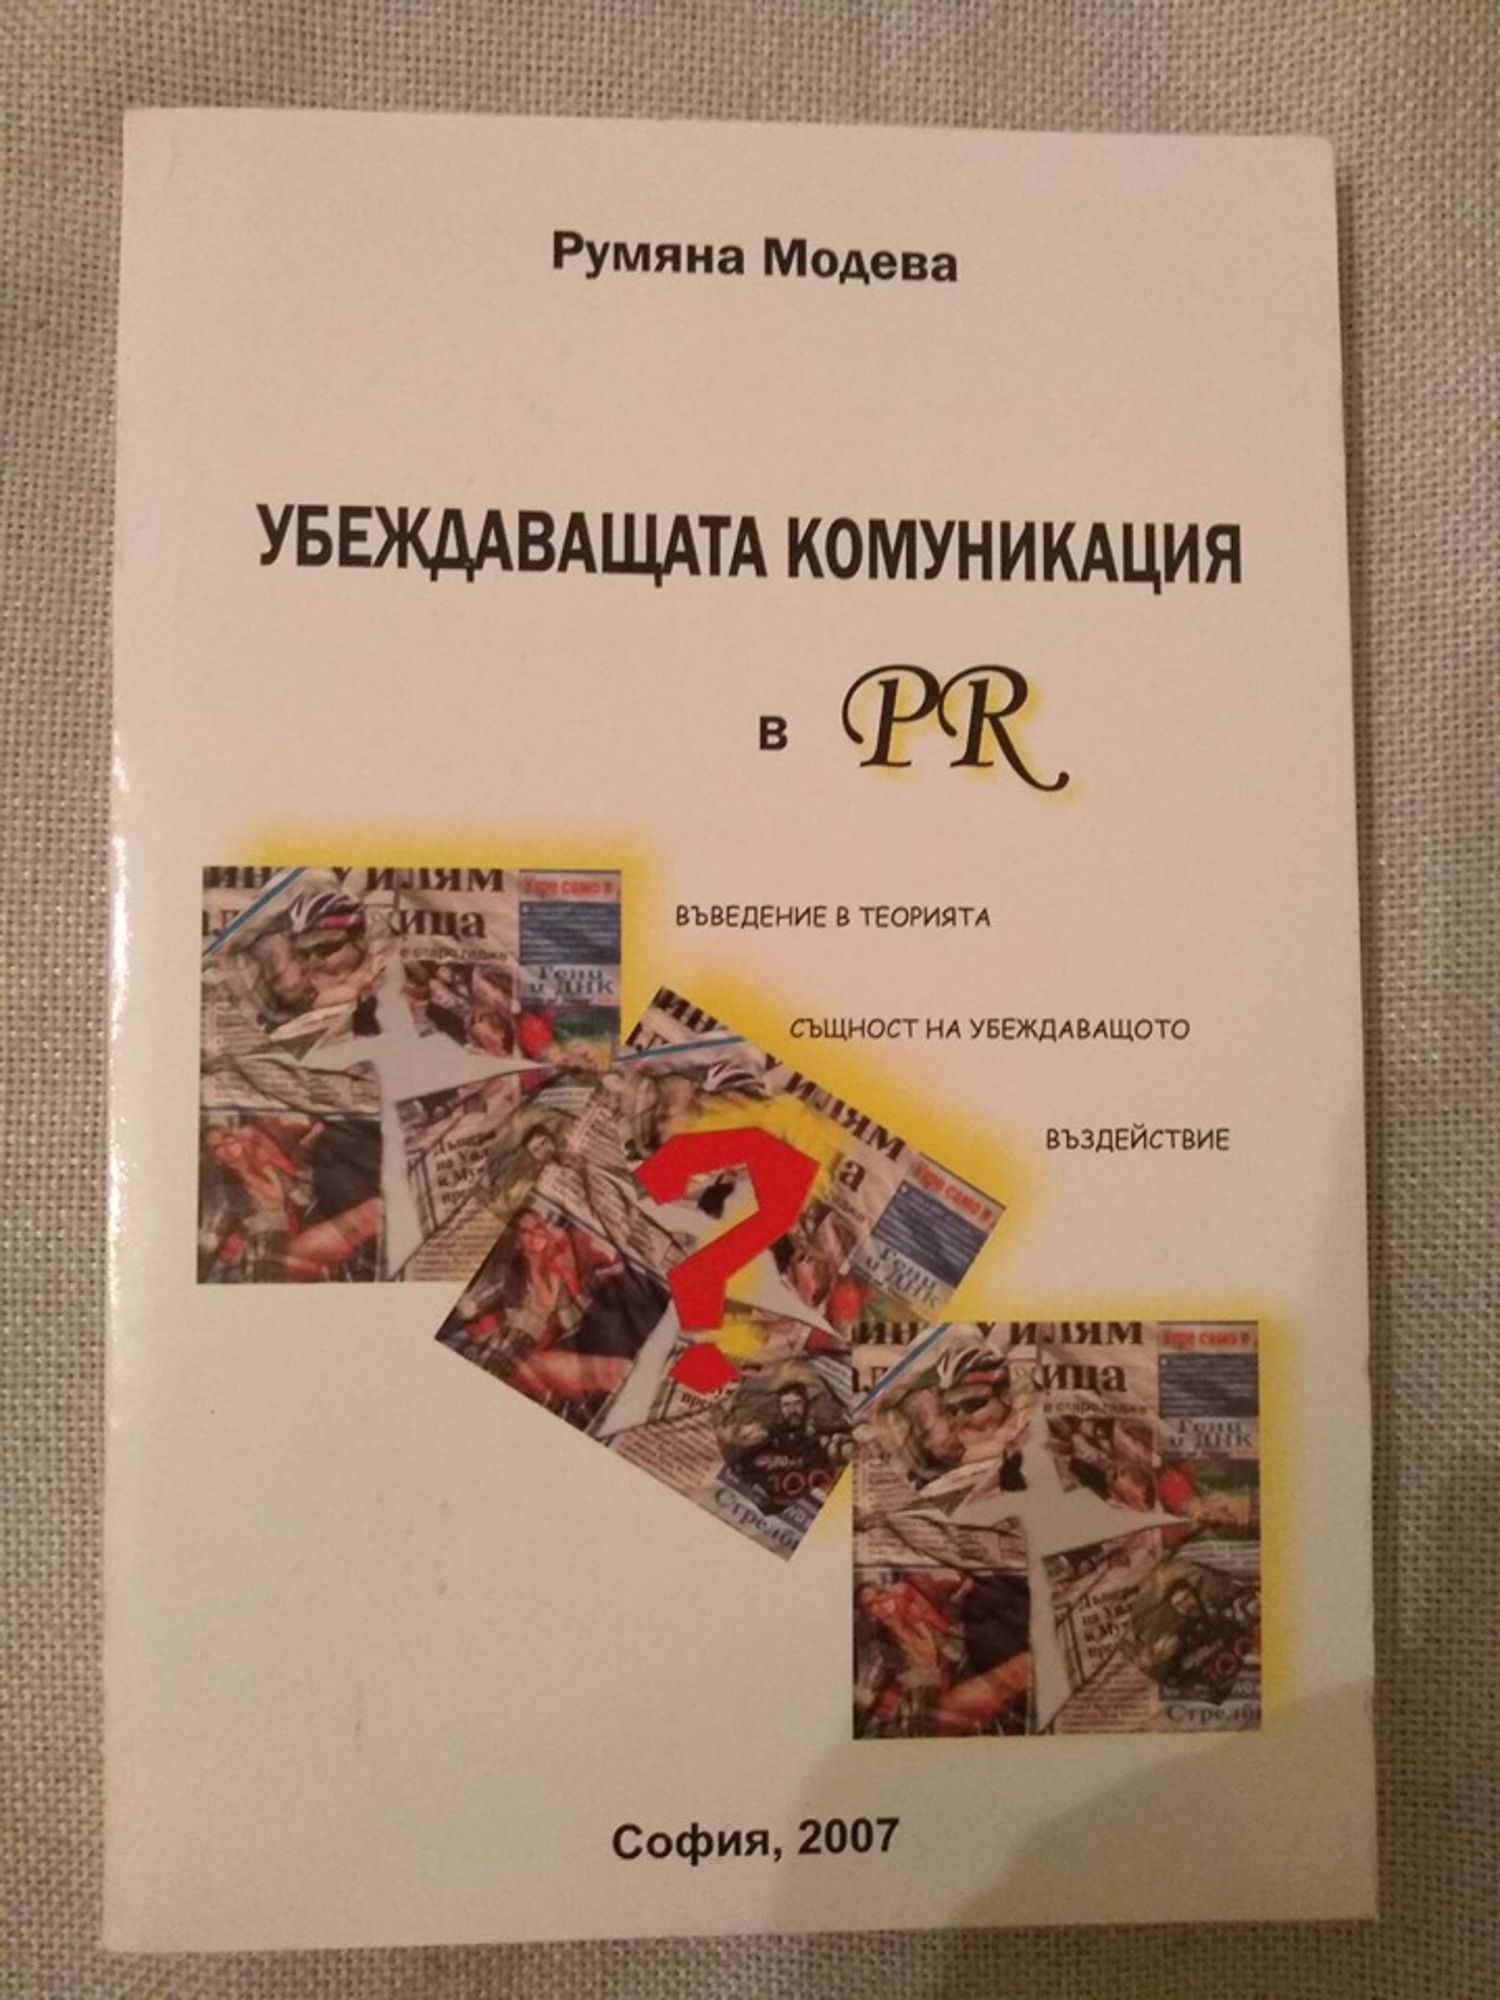 Румяна Модева
УБЕЖДАВАЩАТА КОМУНИКАЦИЯ
в PR
ВЪВЕДЕНИЕ В ТЕОРИЯТА
СЪЩНОСТ НА УБЕЖДАВАЩОТО
ВЪЗДЕЙСТВИЕ
?
София, 2007